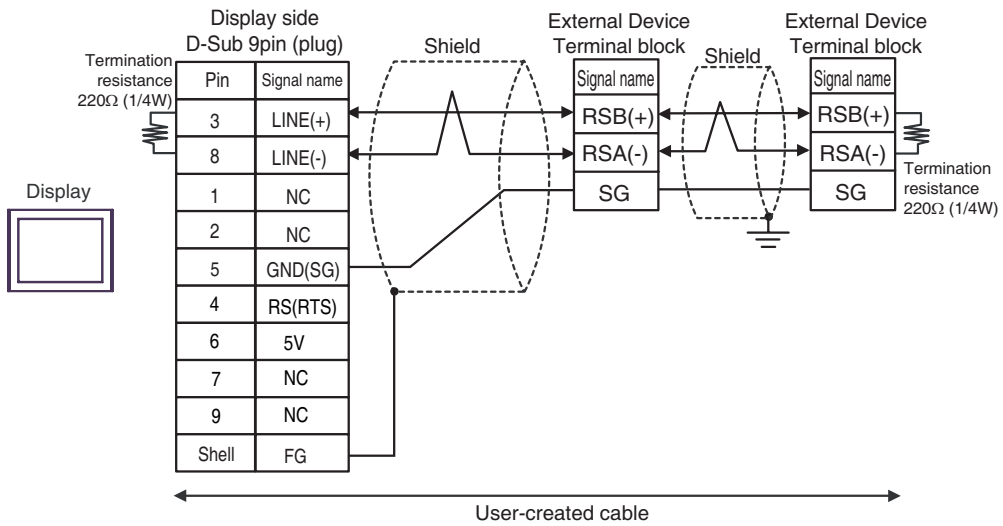 Display side
D-Sub 9pin (plug)
Termination
resistance
220Ω (1/4W)
Shield
External Device
Terminal block
Shield
External Device
Terminal block
Pin Signal name
3 LINE(+)
8 LINE(-)
1 NC
2 NC
5 GND(SG)
4 RS(RTS)
6 5V
7 NC
9 NC
Shell FG
Signal name
RSB(+)
RSA(-)
SG
Signal name
RSB(+)
RSA(-)
SG
Termination
resistance
220Ω (1/4W)
Display
User-created cable